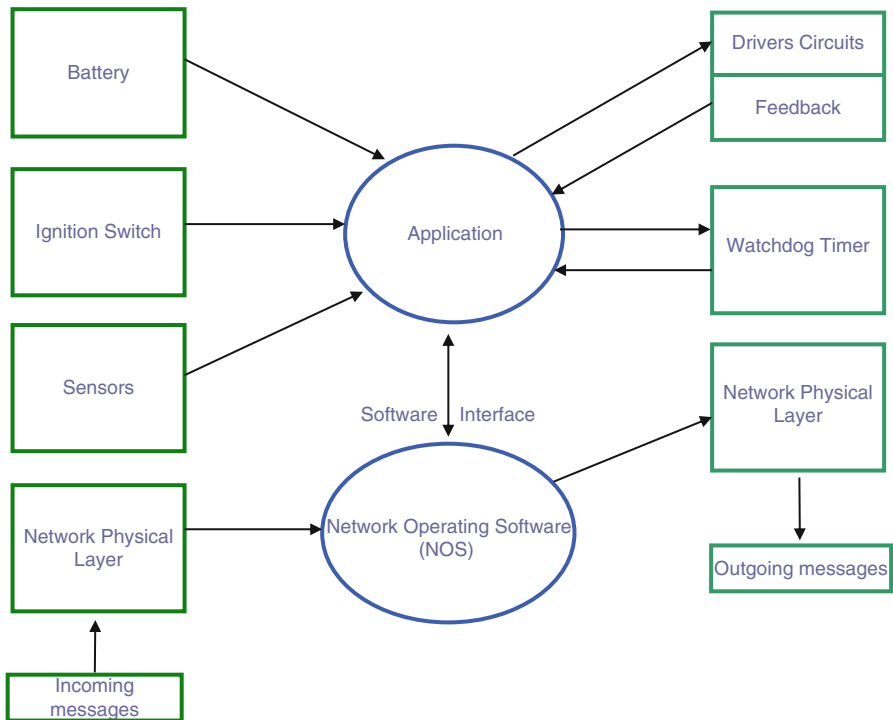 Battery
Drivers Circuits
Feedback
Ignition Switch
Application
Watchdog Timer
Sensors
Software Interface
Network Physical
Layer
Network Physical
Layer
Network Operating Software
(NOS)
Outgoing messages
Incoming
messages